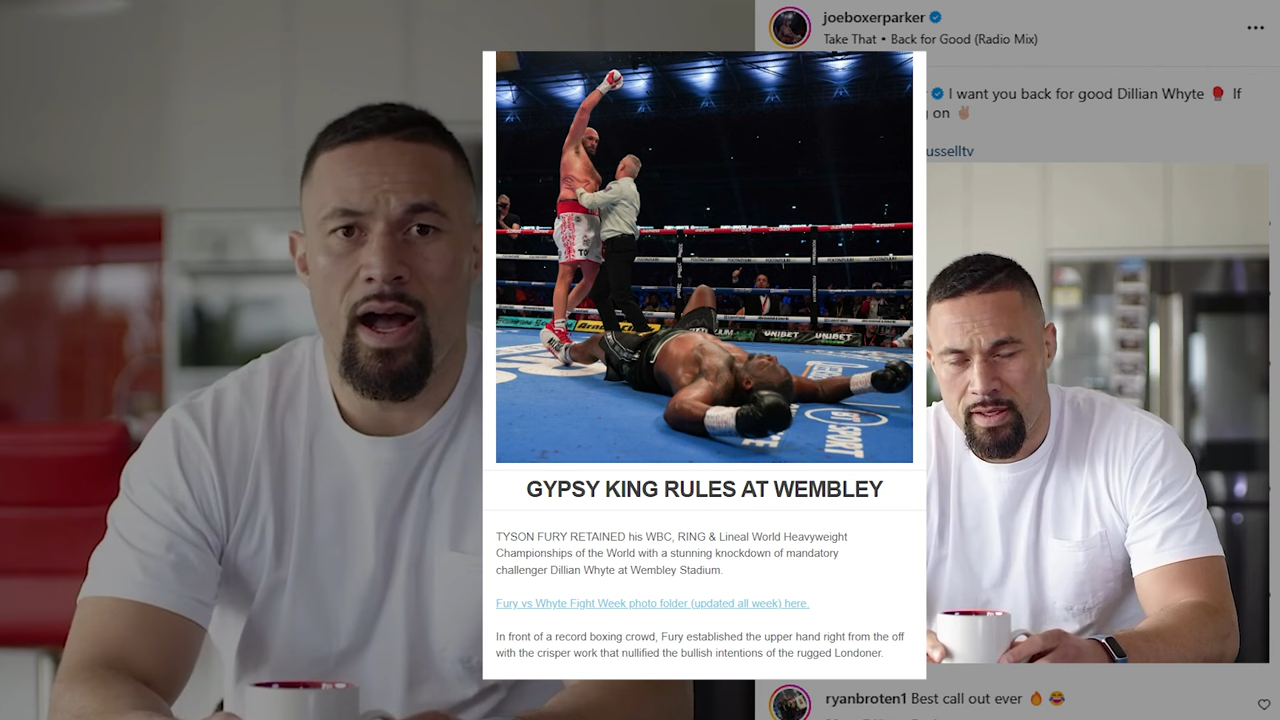 joeboxerparker
Take That • Back for Good (Radio Mix)
I want you back for good Dillian Whyte 🥊 If
on ✌🏼
usselltv
UNIBET
BT SPORT
GYPSY KING RULES AT WEMBLEY
TYSON FURY RETAINED his WBC, RING & Lineal World Heavyweight
Championships of the World with a stunning knockdown of mandatory
challenger Dillian Whyte at Wembley Stadium.
Fury vs Whyte Fight Week photo folder (updated all week) here.
In front of a record boxing crowd, Fury established the upper hand right from the off
with the crisper work that nullified the bullish intentions of the rugged Londoner.
ryanbroten1 Best call out ever 🔥 😂